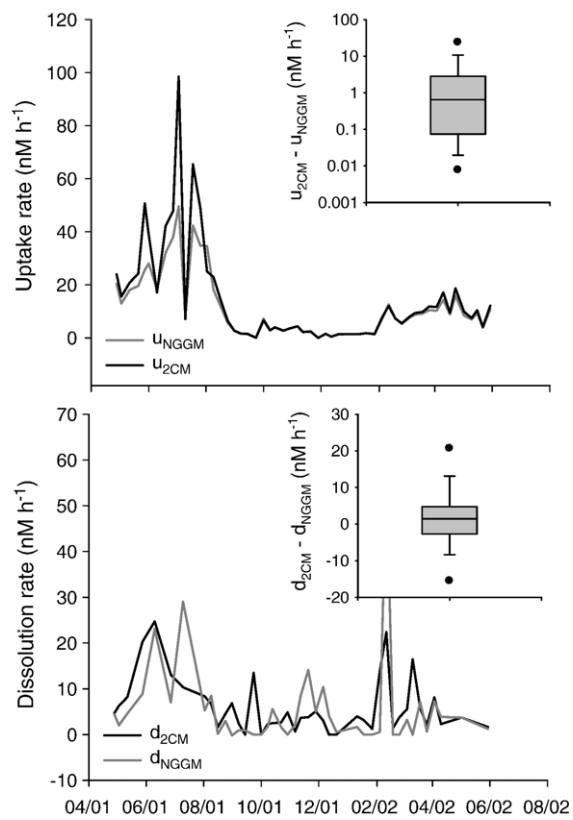 120
100
80
60
40
20
0
Uptake rate (nM h-1)
uNGGM
u2CM
100
10
1
0.1
0.01
0.001
u2CM - uNGGM
(nM h-1)
70
60
50
40
30
20
10
0
-10
Dissolution rate (nM h-1)
d2CM
dNGGM
30
20
10
0
-10
-20
d2CM - dNGGM (nM h-1)
04/01 06/01 08/01 10/01 12/01 02/02 04/02 06/02 08/02